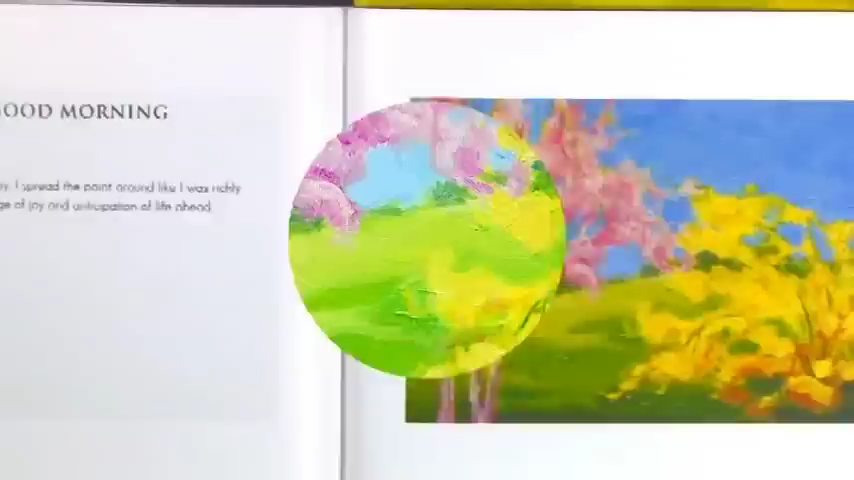 OOD MORNING
y. I spread the paint around like I was richly
ge of joy and anticipation of life ahead